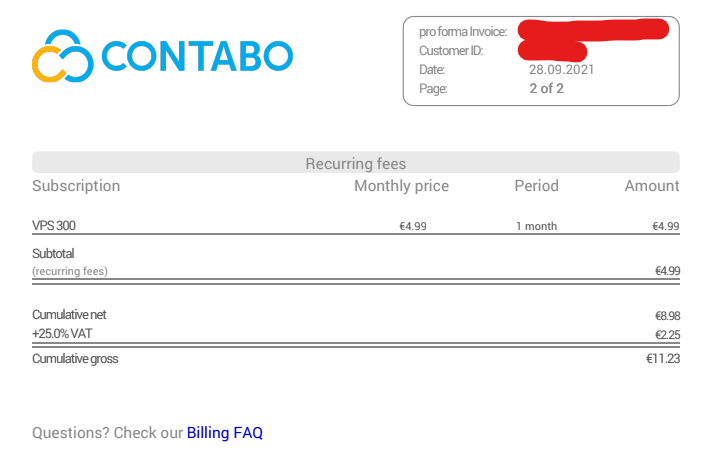 CONTABO
pro forma Invoice:
Customer ID:
Date: 28.09.2021
Page: 2 of 2
Recurring fees
Subscription Monthly price Period Amount
VPS 300 €4.99 1 month €4.99
Subtotal
(recurring fees) €4.99
Cumulative net €8.98
+25.0% VAT €2.25
Cumulative gross €11.23
Questions? Check our Billing FAQ